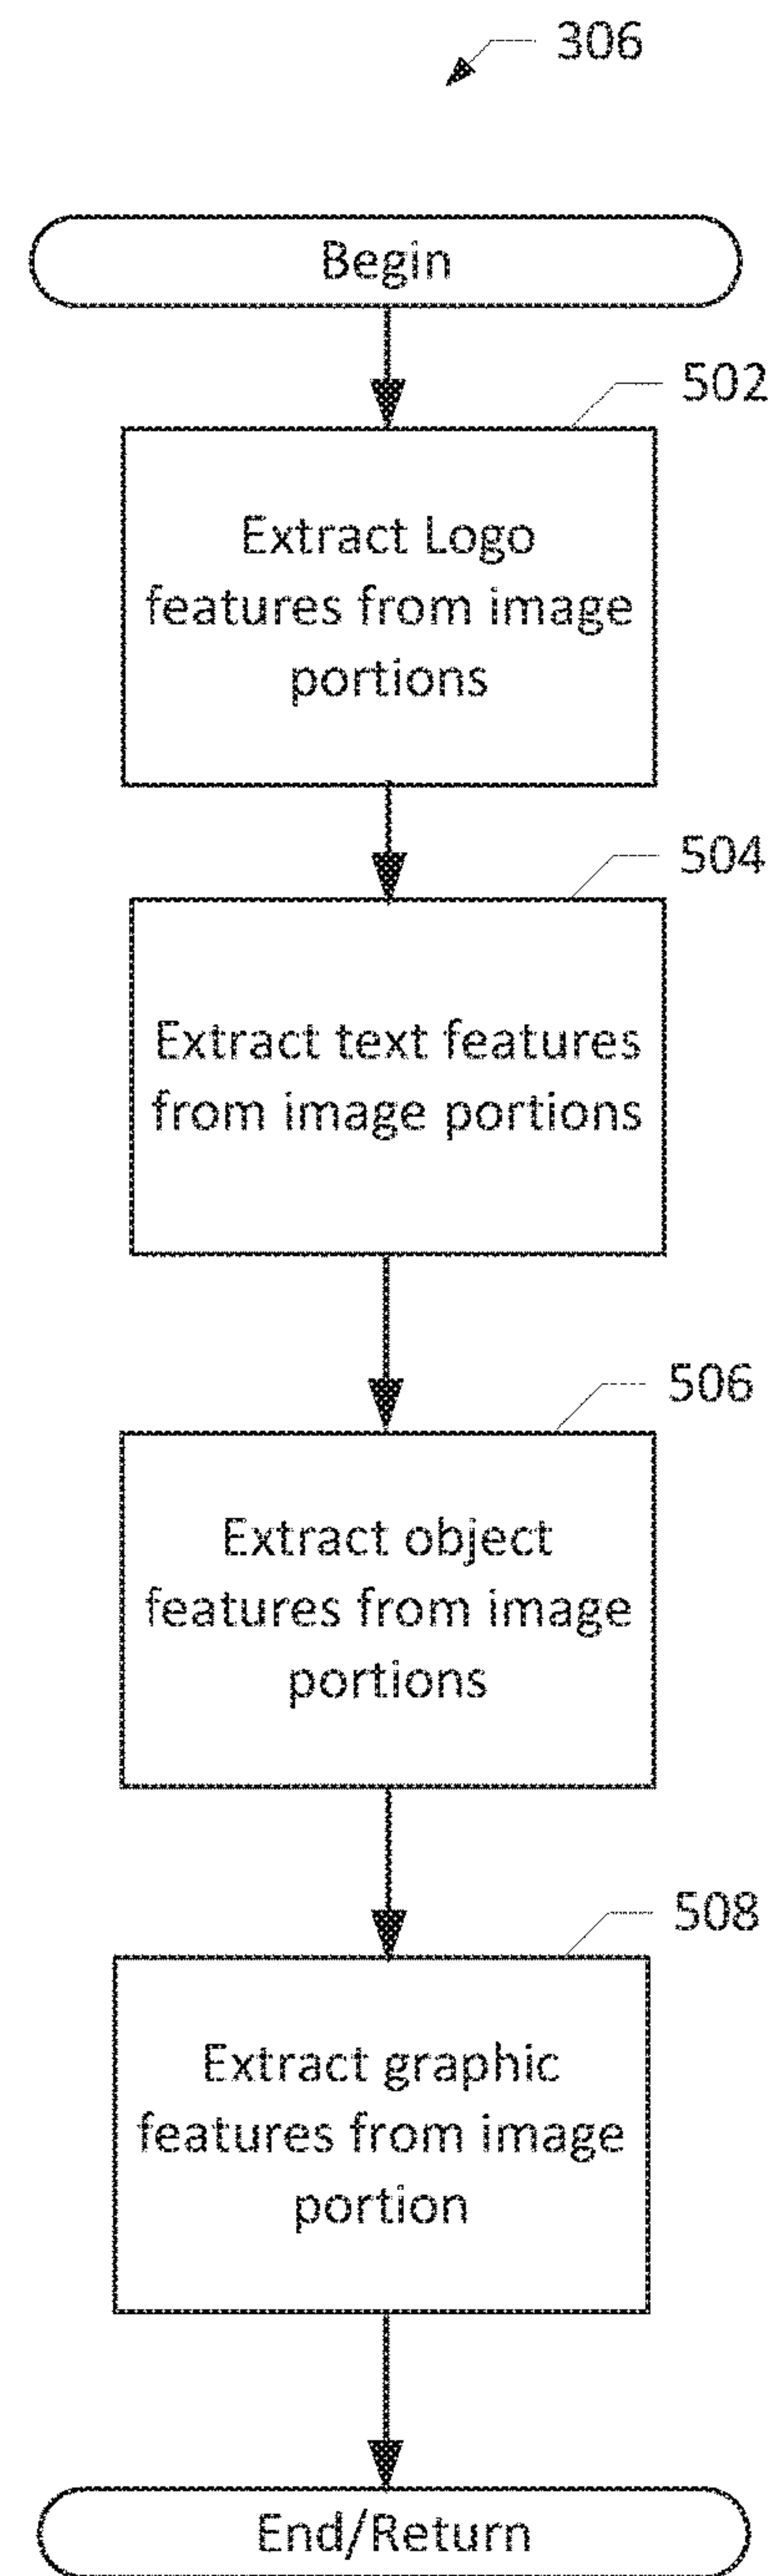 306
Begin
502
Extract Logo
features from image
portions
504
Extract text features
from image portions
506
Extract object
features from image
portions
508
Extract graphic
features from image
portion
End/Return